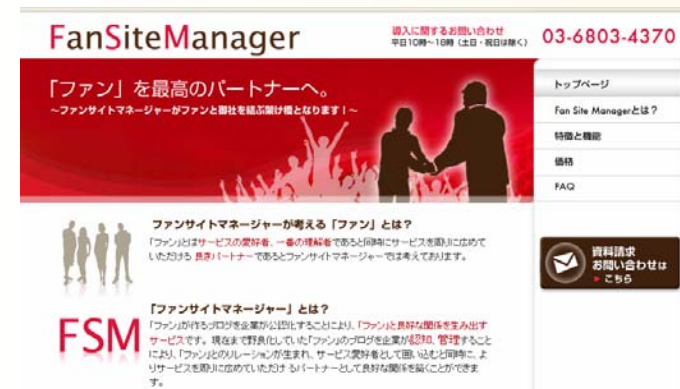 FanSiteManager
導入に関するお問い合わせ
平日10時～18時（土日・祝日は除く）
03-6803-4370
「ファン」を最高のパートナーへ。
～ファンサイトマネージャーがファンと御社を結ぶ架け橋となります！～
トップページ
Fan Site Managerとは？
特徴と機能
価格
FAQ
資料請求
お問い合わせは
こちら
ファンサイトマネージャーが考える「ファン」とは？
「ファン」とはサービスの愛好者、一番の理解者であると同時にサービスを周りに広めて
いただける 良きパートナーであるとファンサイトマネージャーでは考えております。
FSM
「ファンサイトマネージャー」とは？
「ファン」が作るブログを企業が公認化することにより、「ファン」と良好な関係を生み出す
サービスです。現在まで野良化していた「ファン」のブログを企業が認知、管理すること
により、「ファン」とのリレーションが生まれ、サービス愛好者として囲い込むと同時に、よ
りサービスを周りに広めていただけるパートナーとして良好な関係を築くことができま
す。